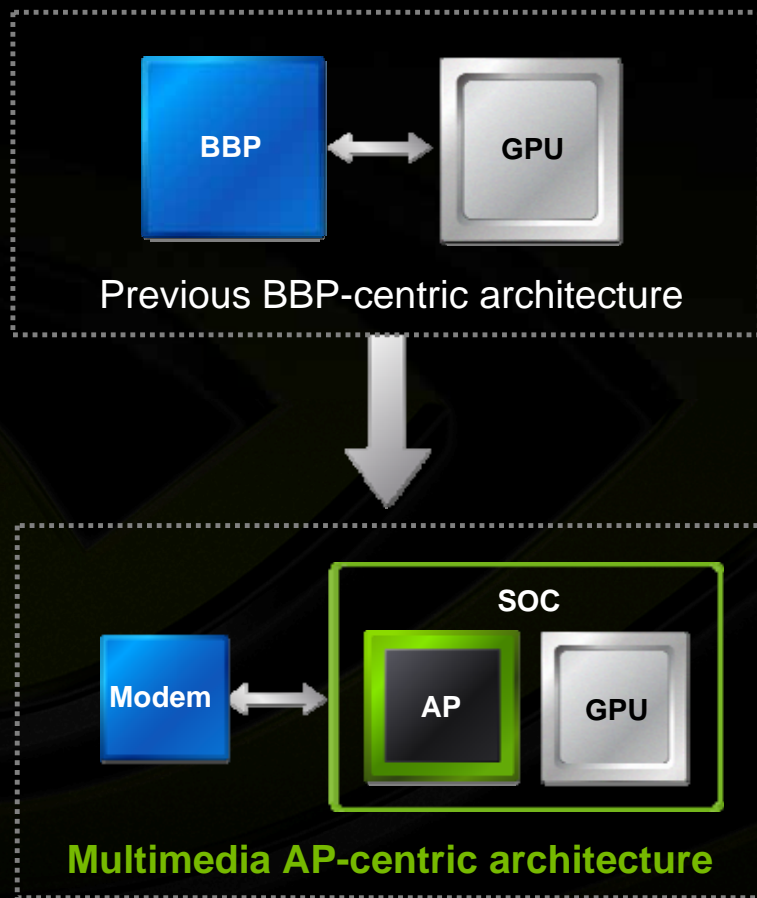 BBP
GPU
Previous BBP-centric architecture
SOC
Modem
AP
GPU
Multimedia AP-centric architecture